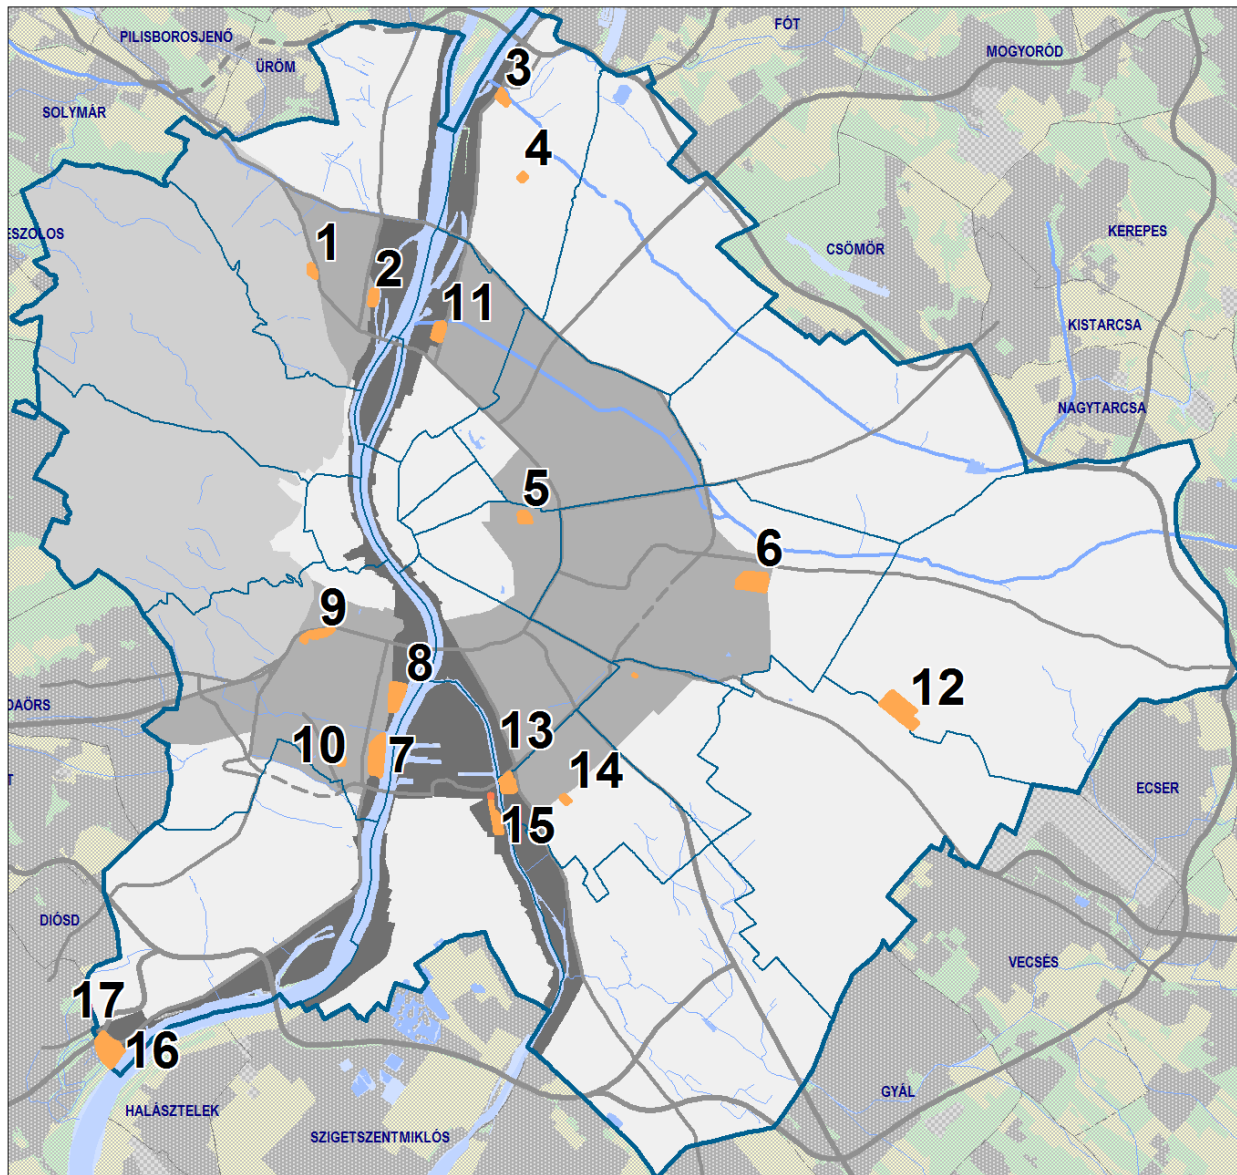 FÓT
PILISBOROSJENŐ
MOGYORÓD
ÜRÖM
3
SOLYMÁR
4
ESZOLOS
KEREPES
1
CSÖMÖR
2
11
KISTARCSA
NAGYTARCSA
5
6
9
8
12
DAÖRS
13
10
7
14
T
15
ECSER
DIÓSD
VECSÉS
17
16
GYÁL
HALÁSZTELEK
SZIGETSZENTMIKLÓS